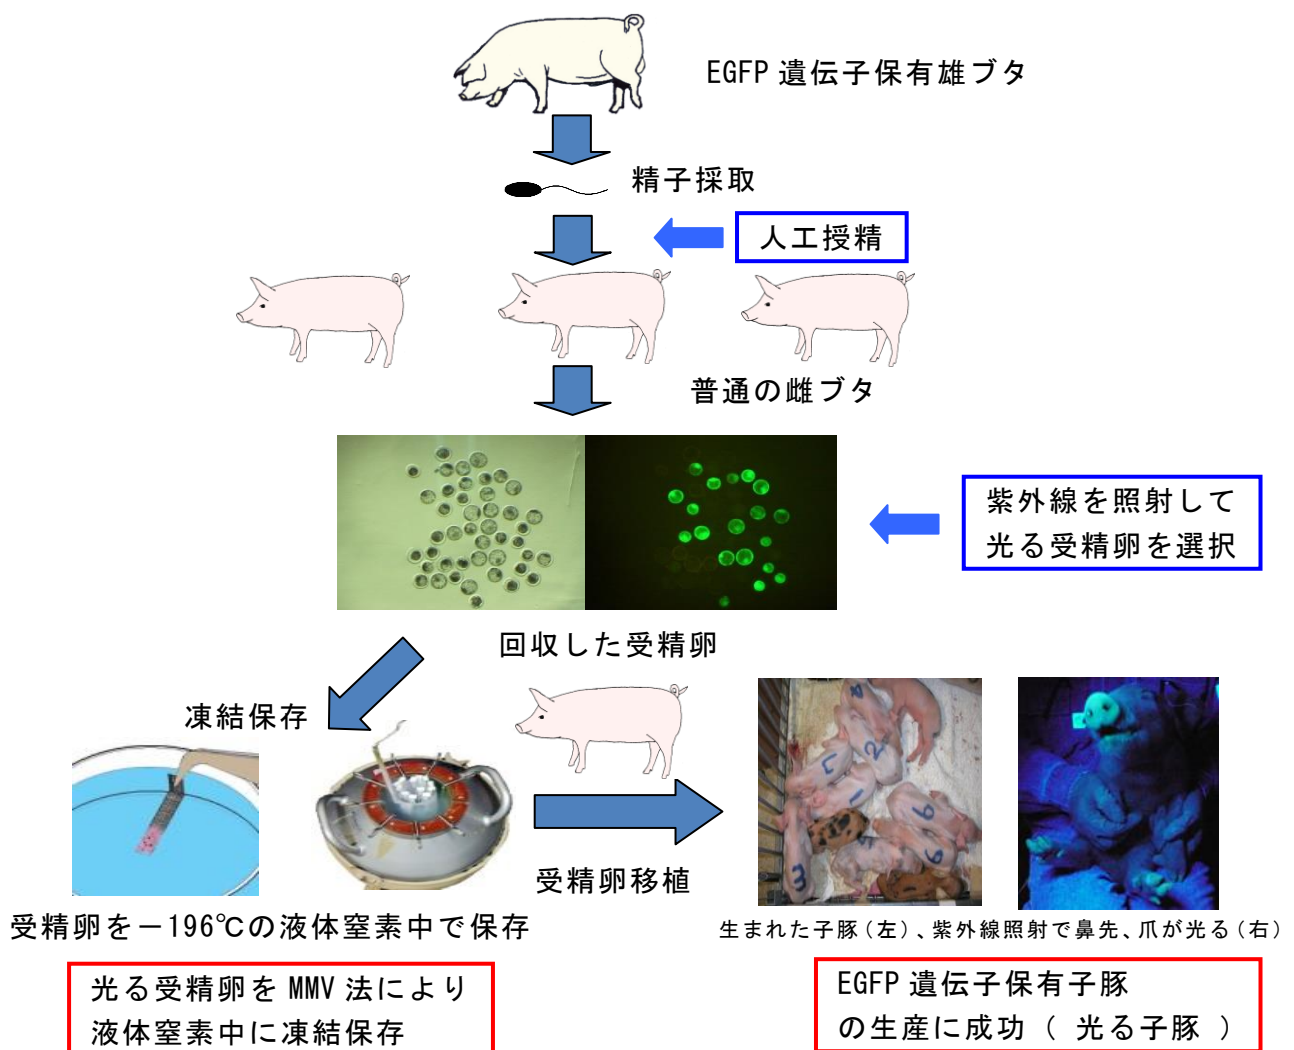 EGFP 遺伝子保有雄ブタ
精子採取
人工授精
普通の雌ブタ
紫外線を照射して
光る受精卵を選択
回収した受精卵
凍結保存
受精卵移植
受精卵を−196℃の液体窒素中で保存
生まれた子豚(左)、紫外線照射で鼻先、爪が光る(右)
光る受精卵を MMV 法により
液体窒素中に凍結保存
EGFP 遺伝子保有子豚
の生産に成功 ( 光る子豚 )